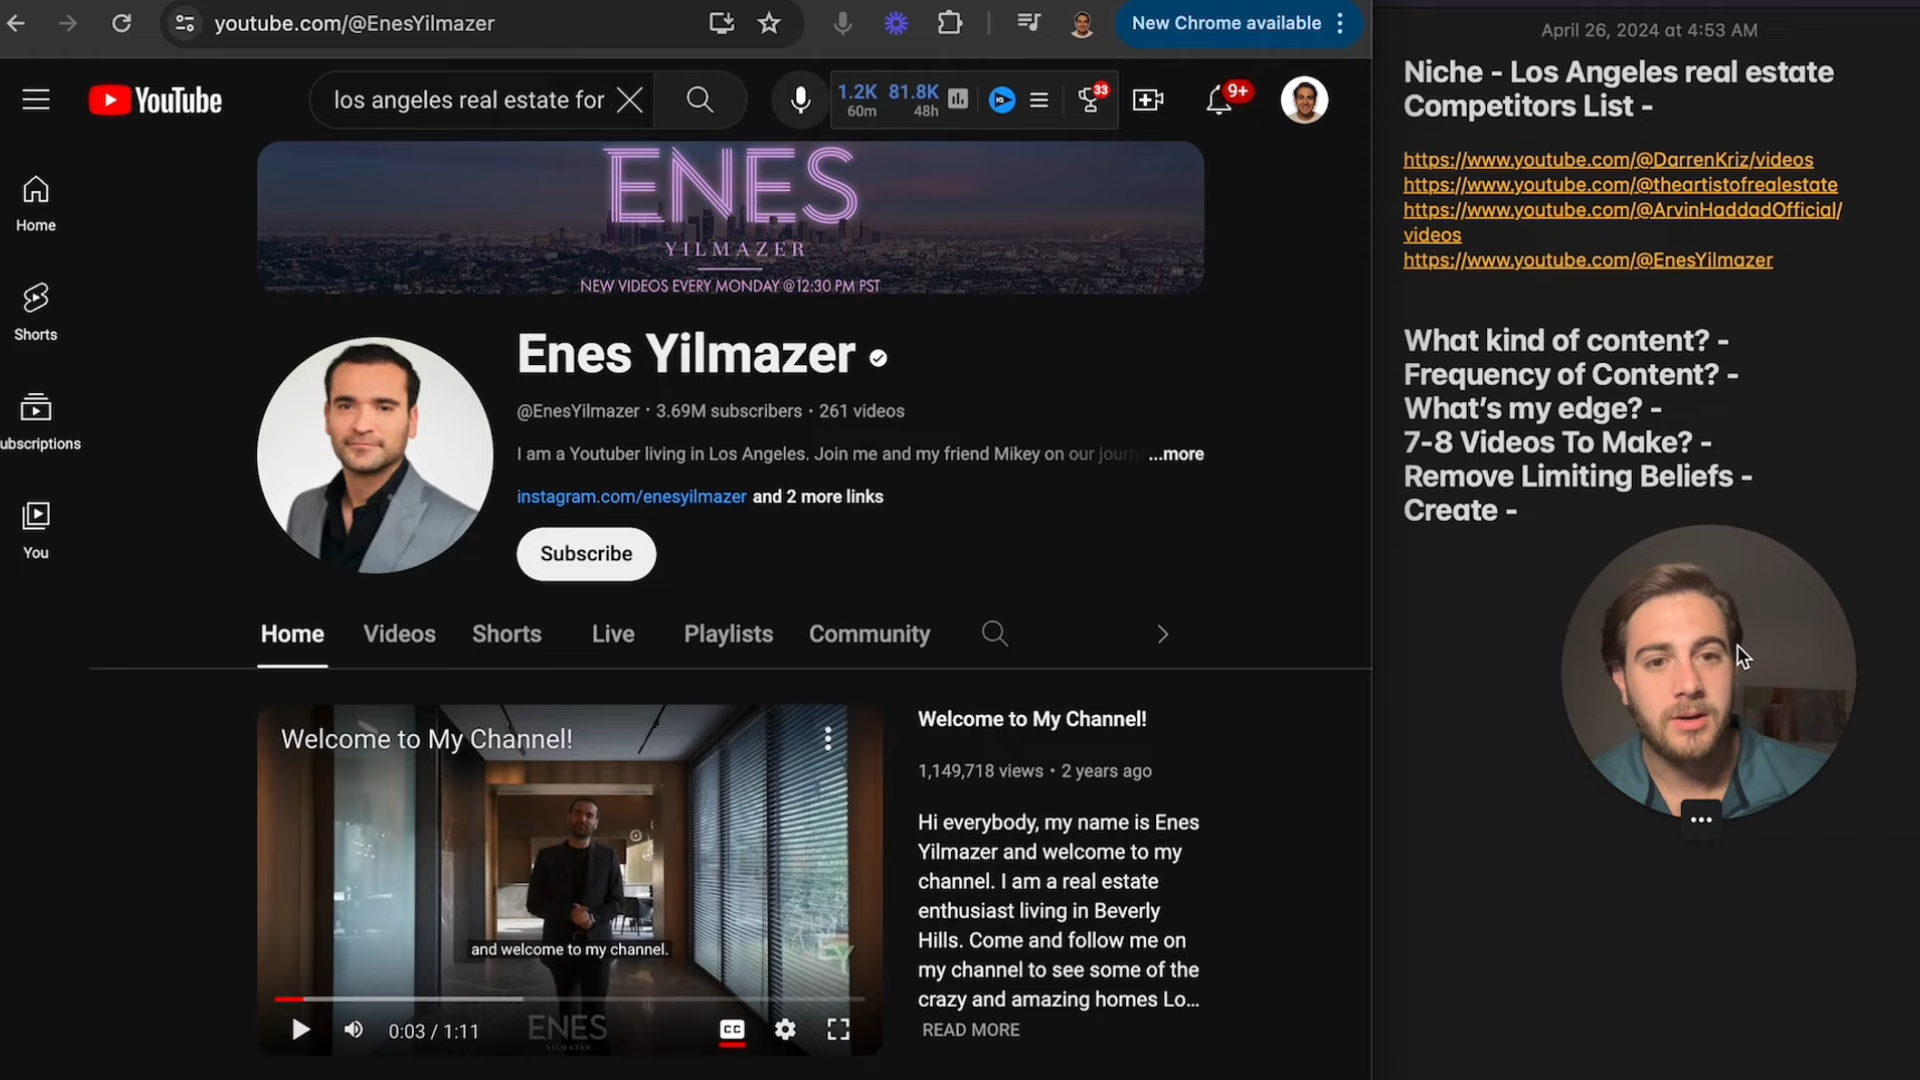 youtube.com/@EnesYilmazer
New Chrome available
YouTube
los angeles real estate for
1.2K 81.8K
60m 48h
33
9+
Home
Shorts
ubscriptions
You
ENES
YILMAZER
NEW VIDEOS EVERY MONDAY @12:30 PM PST
Enes Yilmazer
@EnesYilmazer • 3.69M subscribers • 261 videos
I am a Youtuber living in Los Angeles. Join me and my friend Mikey on our journ ...more
instagram.com/enesyilmazer and 2 more links
Subscribe
Home Videos Shorts Live Playlists Community
Welcome to My Channel!
and welcome to my channel.
0:03 / 1:11
ENES
YILMAZER
CC
Welcome to My Channel!
1,149,718 views • 2 years ago
Hi everybody, my name is Enes
Yilmazer and welcome to my
channel. I am a real estate
enthusiast living in Beverly
Hills. Come and follow me on
my channel to see some of the
crazy and amazing homes Lo...
READ MORE
April 26, 2024 at 4:53 AM
Niche - Los Angeles real estate
Competitors List -
https://www.youtube.com/@DarrenKriz/videos
https://www.youtube.com/@theartistofrealestate
https://www.youtube.com/@ArvinHaddadOfficial/
videos
https://www.youtube.com/@EnesYilmazer
What kind of content? -
Frequency of Content? -
What's my edge? -
7-8 Videos To Make? -
Remove Limiting Beliefs -
Create -